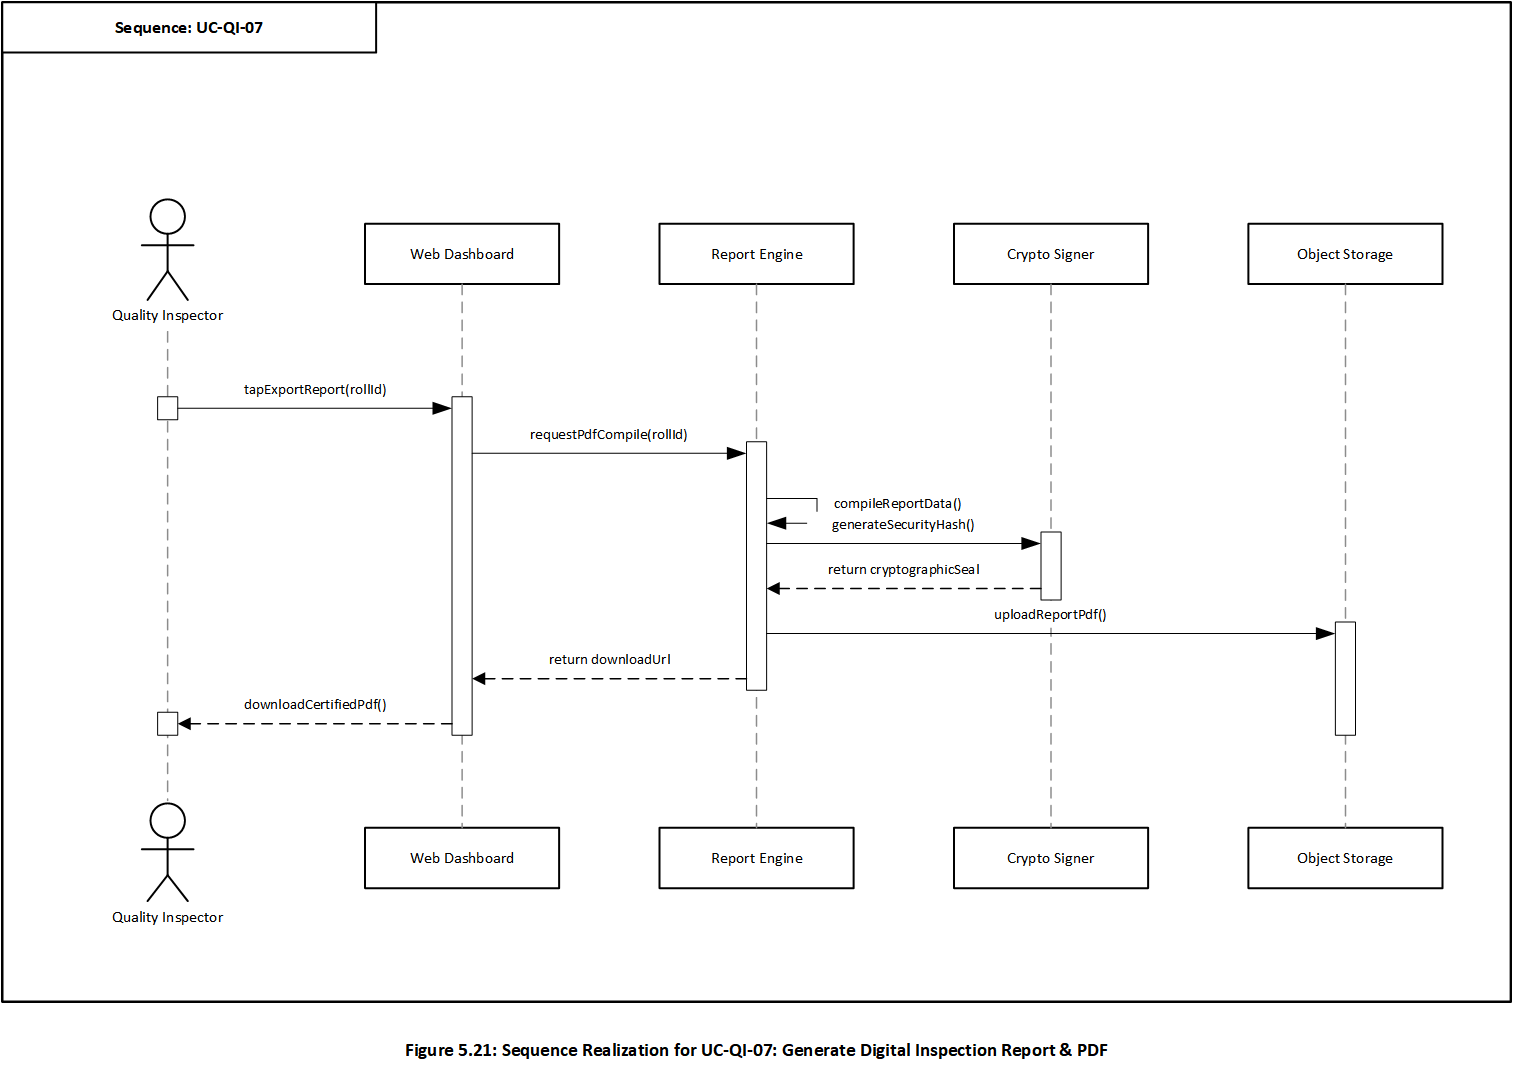 Sequence: UC-QI-07
Quality Inspector
Web Dashboard
Report Engine
Crypto Signer
Object Storage
tapExportReport(rollId)
requestPdfCompile(rollId)
compileReportData()
generateSecurityHash()
return cryptographicSeal
uploadReportPdf()
return downloadUrl
downloadCertifiedPdf()
Quality Inspector
Web Dashboard
Report Engine
Crypto Signer
Object Storage
Figure 5.21: Sequence Realization for UC-QI-07: Generate Digital Inspection Report & PDF